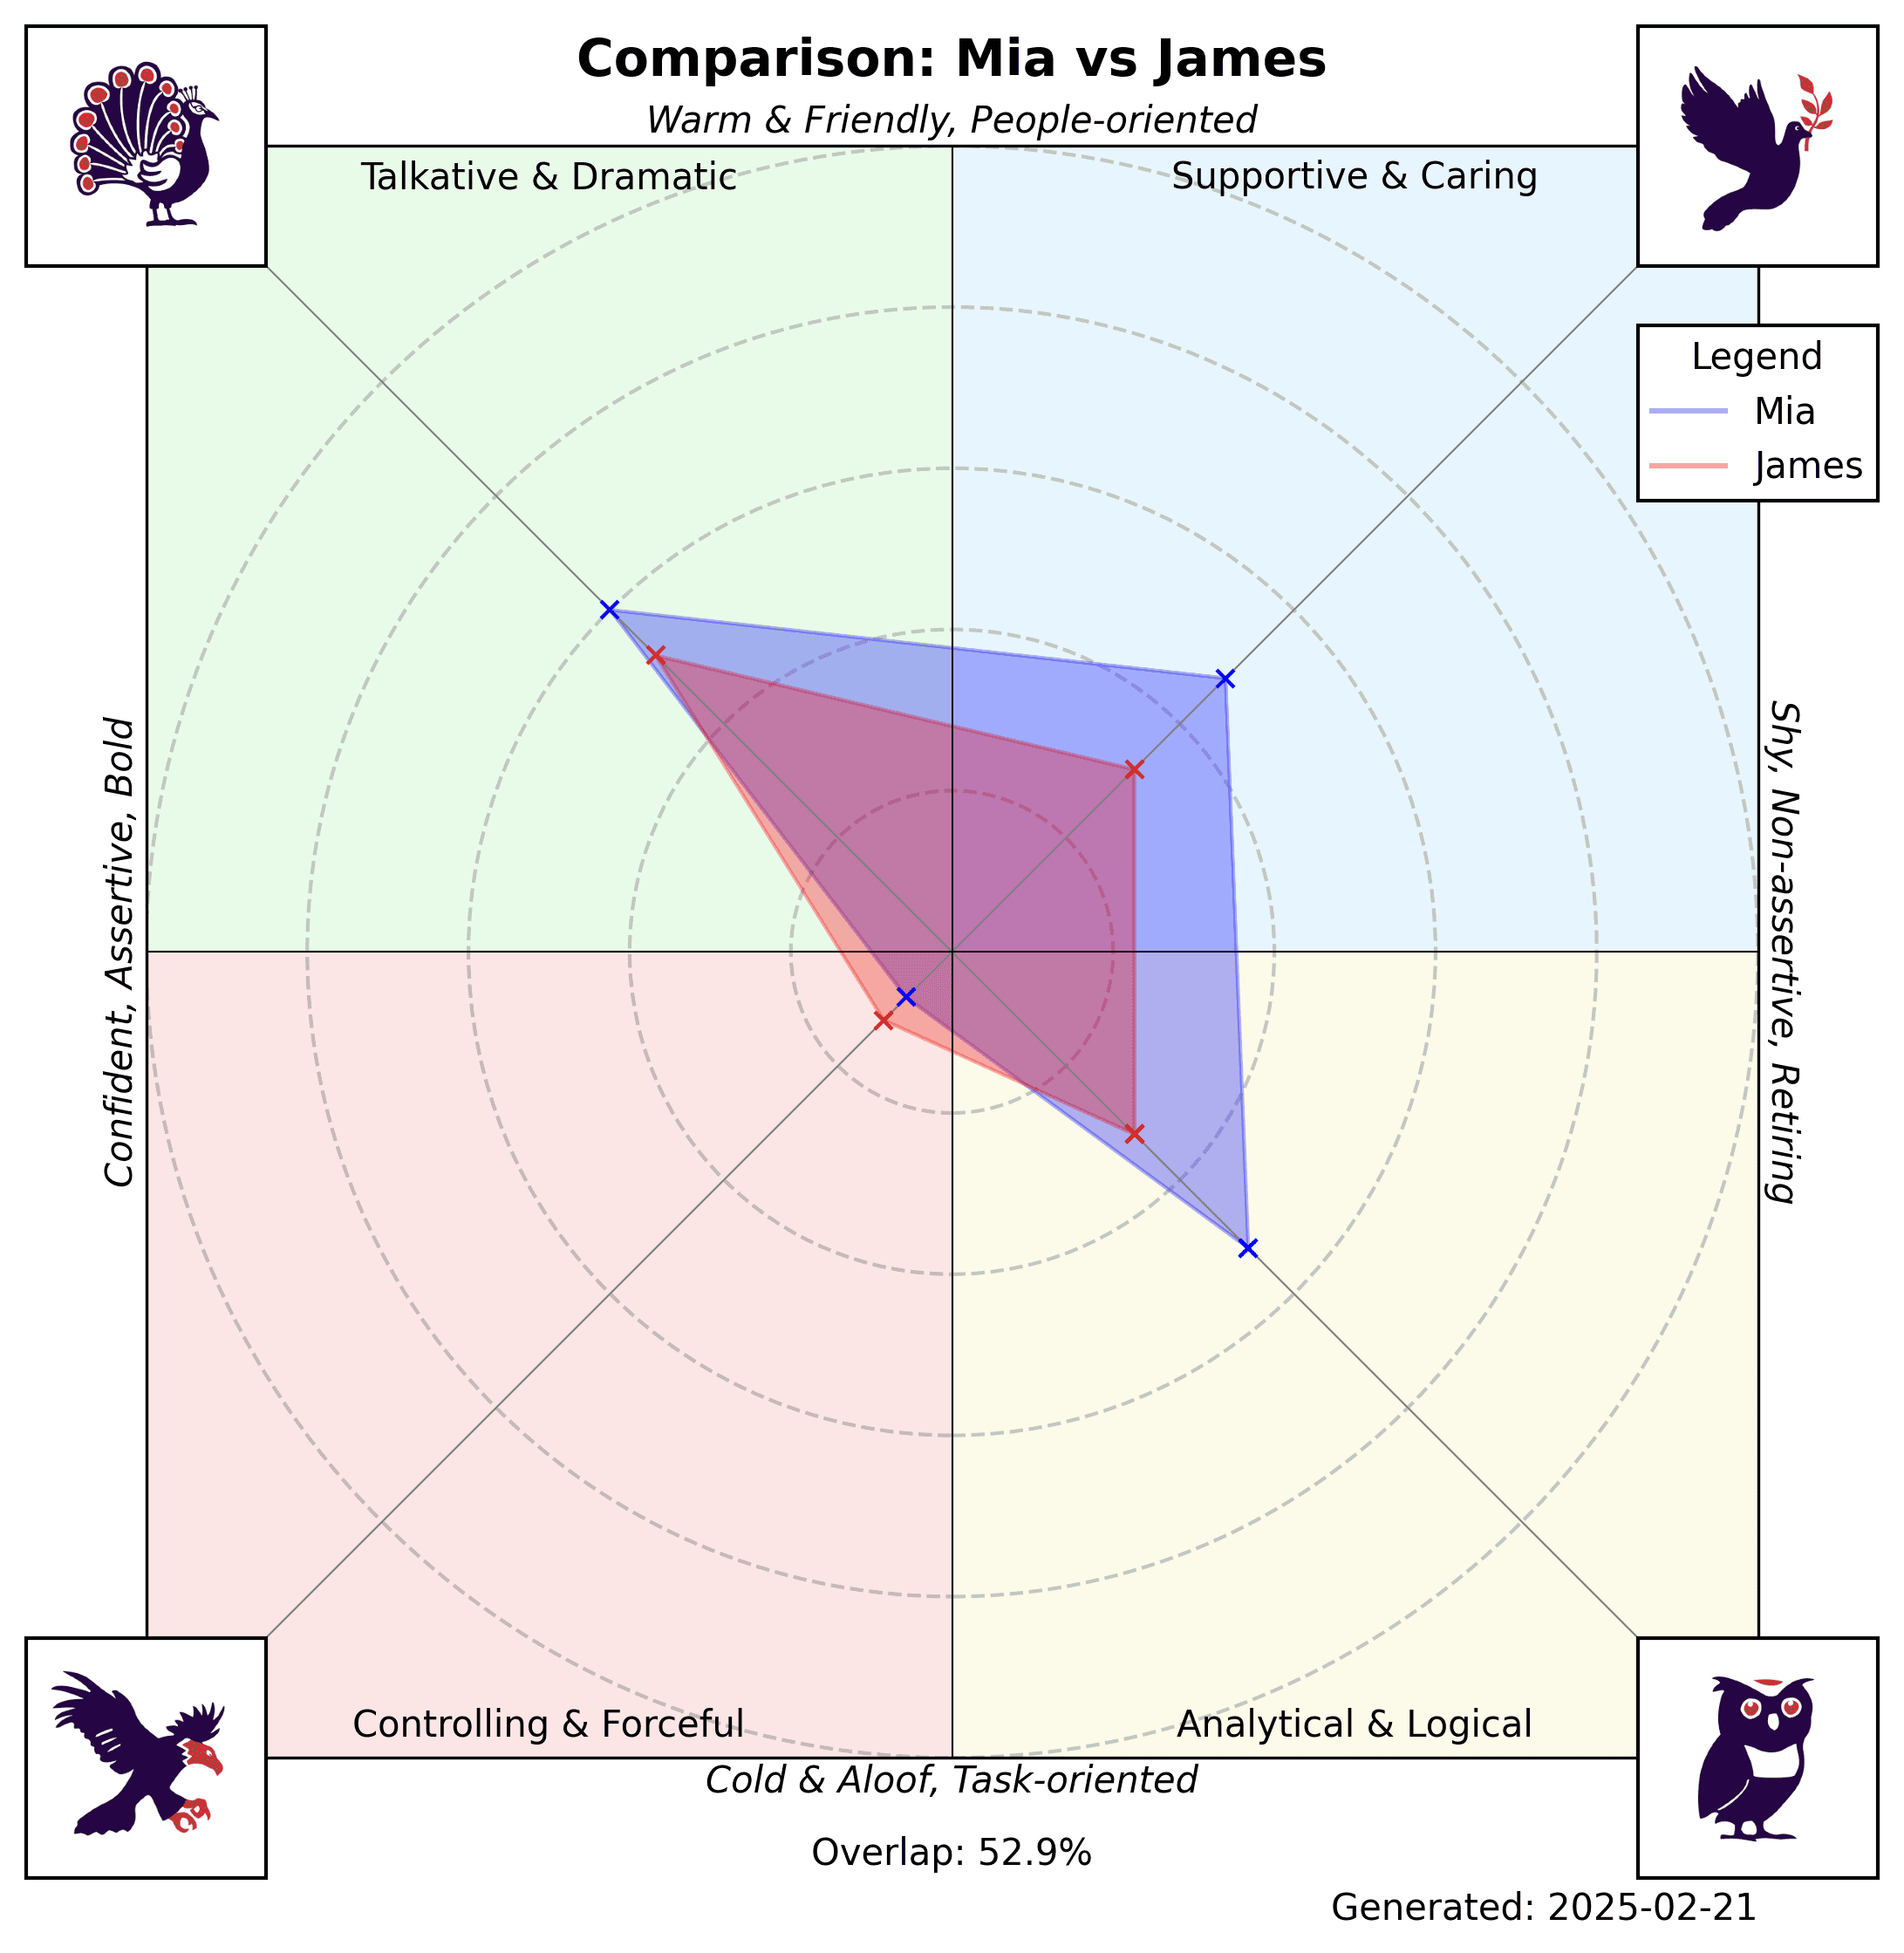 Comparison: Mia vs James
Warm & Friendly, People-oriented
Talkative & Dramatic
Supportive & Caring
Legend
Mia
James
Confident, Assertive, Bold
Shy, Non-assertive, Retiring
Controlling & Forceful
Analytical & Logical
Cold & Aloof, Task-oriented
Overlap: 52.9%
Generated: 2025-02-21